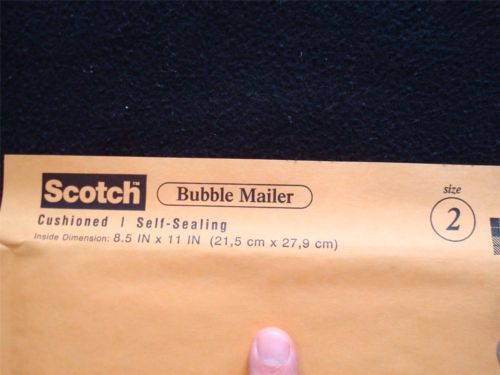 Scotch™ Bubble Mailer
Cushioned | Self-Sealing
Inside Dimension: 8.5 IN x 11 IN (21,5 cm x 27,9 cm)
size
2